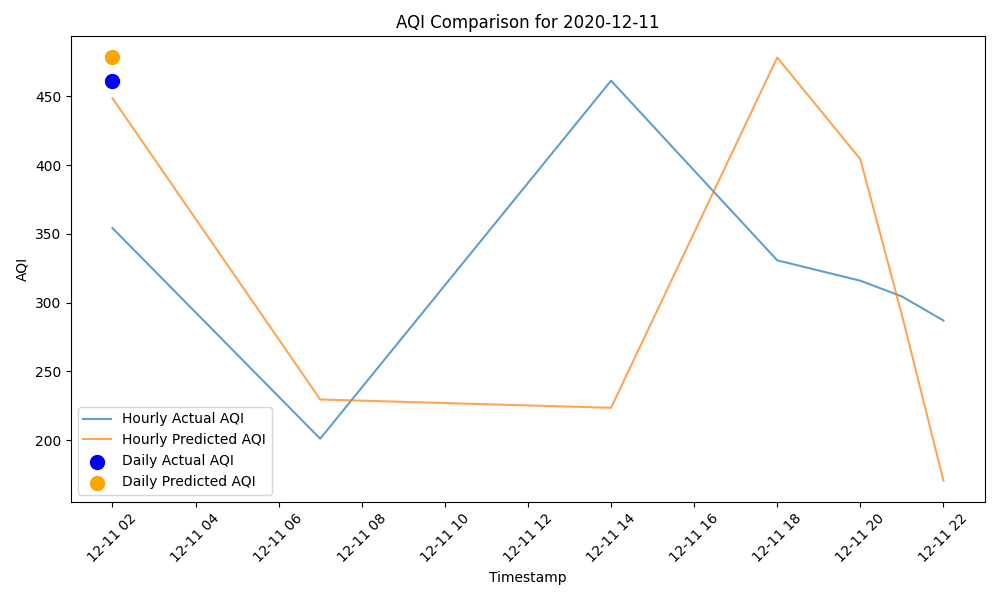 AQI Comparison for 2020-12-11
AQI
450
400
350
300
250
200
Hourly Actual AQI
Hourly Predicted AQI
Daily Actual AQI
Daily Predicted AQI
12-11 02
12-11 04
12-11 06
12-11 08
12-11 10
12-11 12
12-11 14
12-11 16
12-11 18
12-11 20
12-11 22
Timestamp